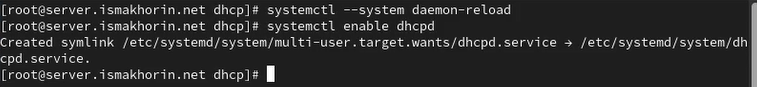 [root@server.ismakhorin.net dhcp]# systemctl --system daemon-reload
[root@server.ismakhorin.net dhcp]# systemctl enable dhcpd
Created symlink /etc/systemd/system/multi-user.target.wants/dhcpd.service → /etc/systemd/system/dh
cpd.service.
[root@server.ismakhorin.net dhcp]#